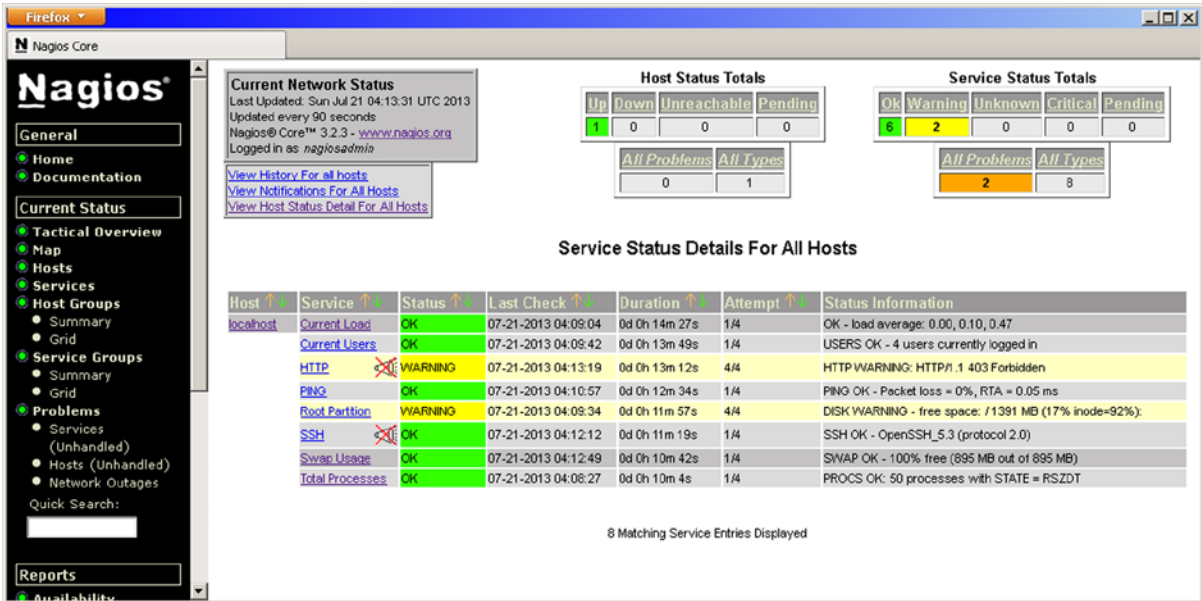 Firefox
Nagios Core
Nagios®
General
Home
Documentation
Current Status
Tactical Overview
Map
Hosts
Services
Host Groups
Summary
Grid
Service Groups
Summary
Grid
Problems
Services
(Unhandled)
Hosts (Unhandled)
Network Outages
Quick Search:
Reports
Availability
Current Network Status
Last Updated: Sun Jul 21 04:13:31 UTC 2013
Updated every 90 seconds
Nagios® Core™ 3.2.3 - www.nagios.org
Logged in as nagiosadmin
View History For all hosts
View Notifications For All Hosts
View Host Status Detail For All Hosts
Host Status Totals
Up Down Unreachable Pending
1 0 0 0
All Problems All Types
0 1
Service Status Totals
Ok Warning Unknown Critical Pending
6 2 0 0 0
All Problems All Types
2 8
Service Status Details For All Hosts
Host Service Status Last Check Duration Attempt Status Information
localhost Current Load OK 07-21-2013 04:09:04 0d 0h 14m 27s 1/4 OK - load average: 0.00, 0.10, 0.47
Current Users OK 07-21-2013 04:09:42 0d 0h 13m 49s 1/4 USERS OK - 4 users currently logged in
HTTP WARNING 07-21-2013 04:13:19 0d 0h 13m 12s 4/4 HTTP WARNING: HTTP/1.1 403 Forbidden
PING OK 07-21-2013 04:10:57 0d 0h 12m 34s 1/4 PING OK - Packet loss = 0%, RTA = 0.05 ms
Root Partition WARNING 07-21-2013 04:09:34 0d 0h 11m 57s 4/4 DISK WARNING - free space: / 1391 MB (17% inode=92%):
SSH OK 07-21-2013 04:12:12 0d 0h 11m 19s 1/4 SSH OK - OpenSSH_5.3 (protocol 2.0)
Swap Usage OK 07-21-2013 04:12:49 0d 0h 10m 42s 1/4 SWAP OK - 100% free (895 MB out of 895 MB)
Total Processes OK 07-21-2013 04:08:27 0d 0h 10m 4s 1/4 PROCS OK: 50 processes with STATE = RSZDT
8 Matching Service Entries Displayed